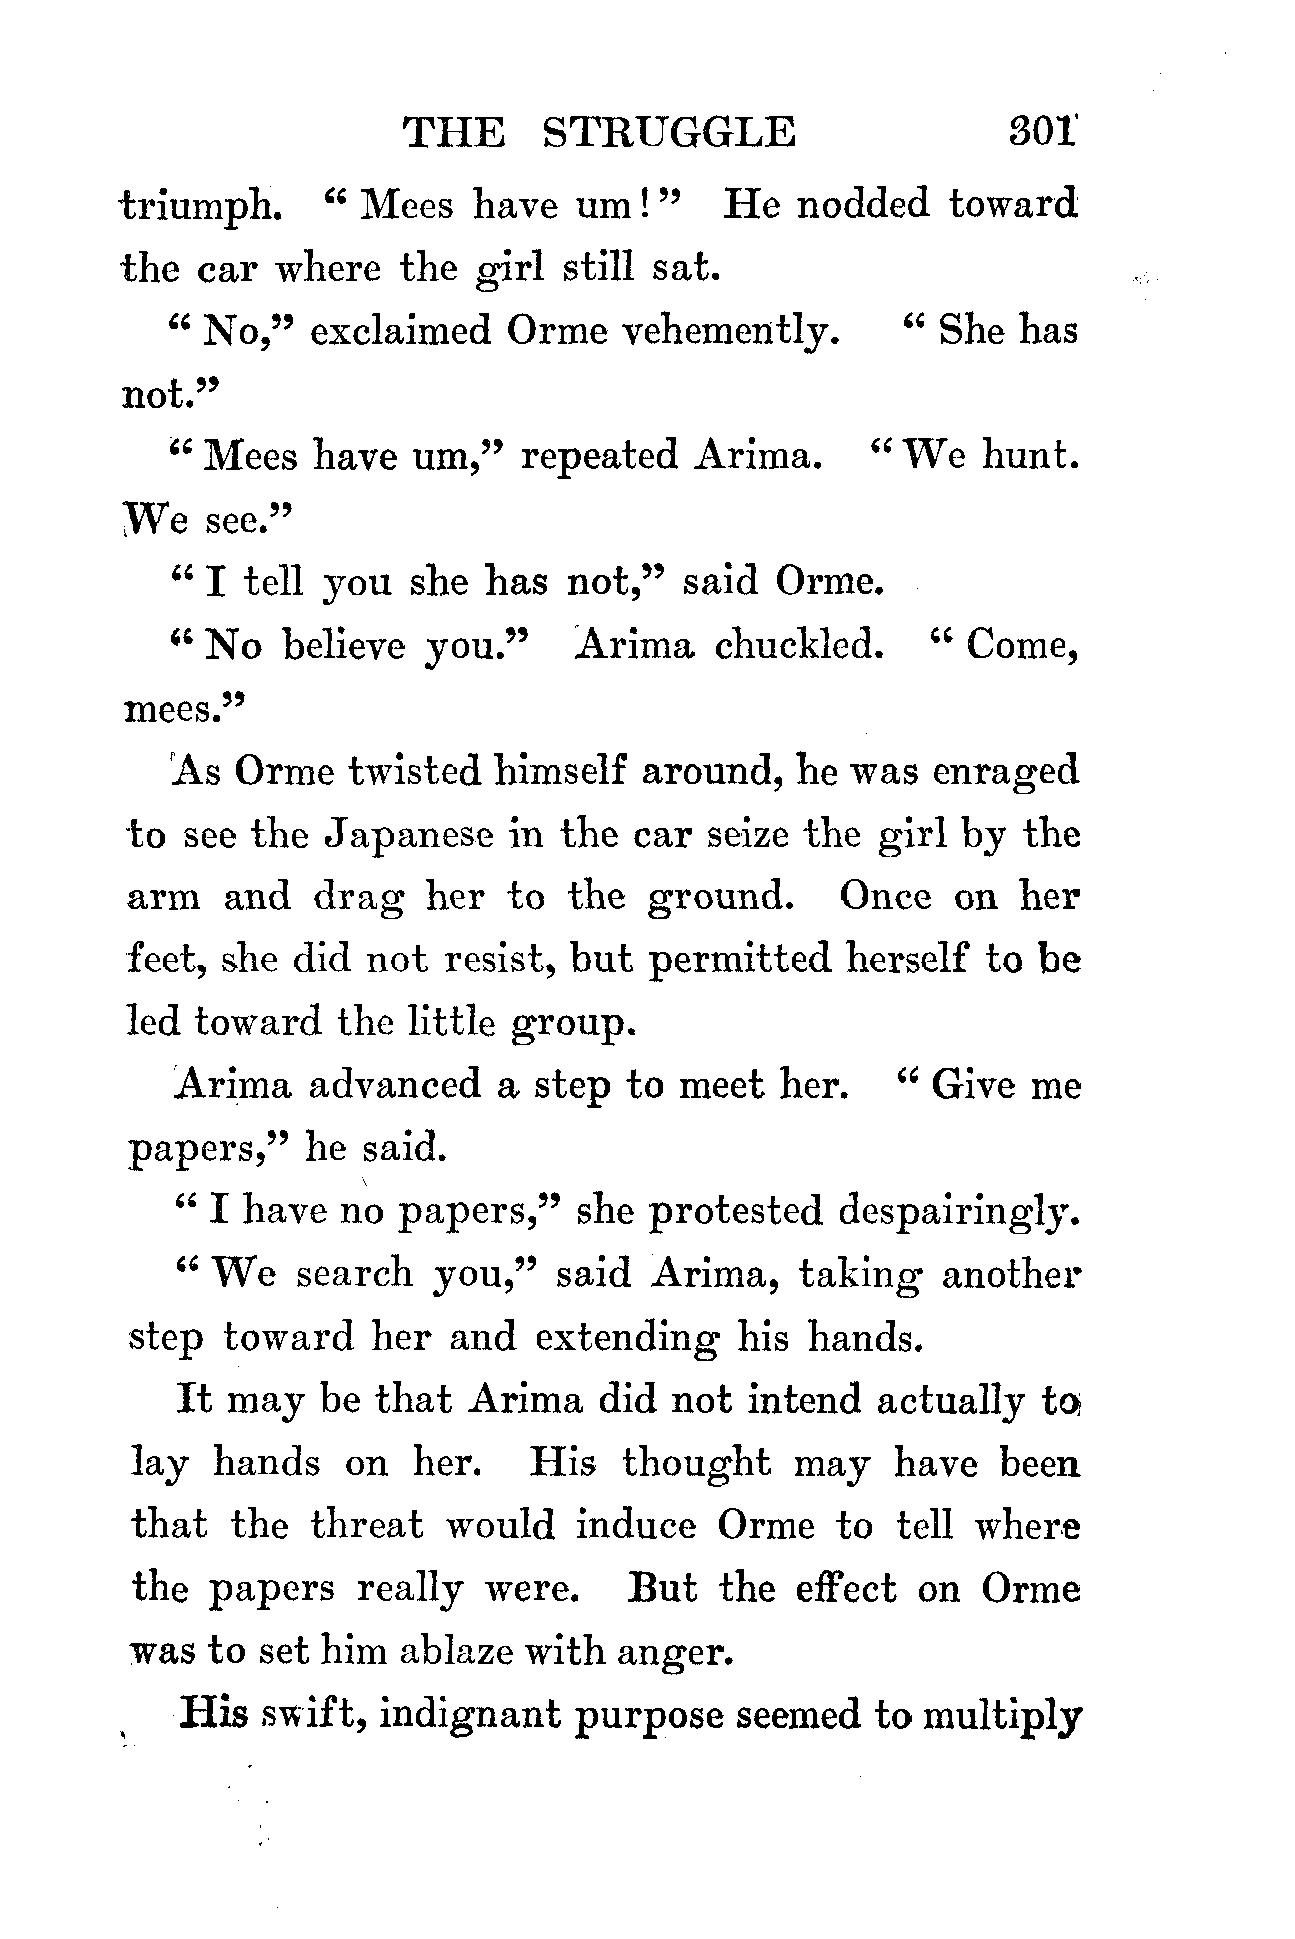 THE STRUGGLE 301
triumph. “ Mees have um! ” He nodded toward
the car where the girl still sat.
“ No,” exclaimed Orme vehemently. “ She has
not.”
“ Mees have um,” repeated Arima. “ We hunt.
We see.”
“ I tell you she has not,” said Orme.
“ No believe you.” Arima chuckled. “ Come,
mees.”
As Orme twisted himself around, he was enraged
to see the Japanese in the car seize the girl by the
arm and drag her to the ground. Once on her
feet, she did not resist, but permitted herself to be
led toward the little group.
Arima advanced a step to meet her. “ Give me
papers,” he said.
“ I have no papers,” she protested despairingly.
“ We search you,” said Arima, taking another
step toward her and extending his hands.
It may be that Arima did not intend actually to
lay hands on her. His thought may have been
that the threat would induce Orme to tell where
the papers really were. But the effect on Orme
was to set him ablaze with anger.
His swift, indignant purpose seemed to multiply